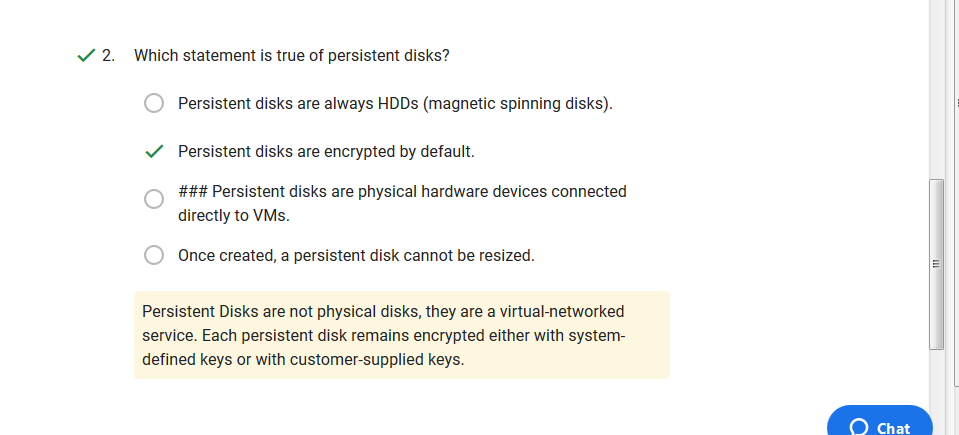 2. Which statement is true of persistent disks?
Persistent disks are always HDDs (magnetic spinning disks).
Persistent disks are encrypted by default.
### Persistent disks are physical hardware devices connected
directly to VMs.
Once created, a persistent disk cannot be resized.
Persistent Disks are not physical disks, they are a virtual-networked
service. Each persistent disk remains encrypted either with system-
defined keys or with customer-supplied keys.
Chat